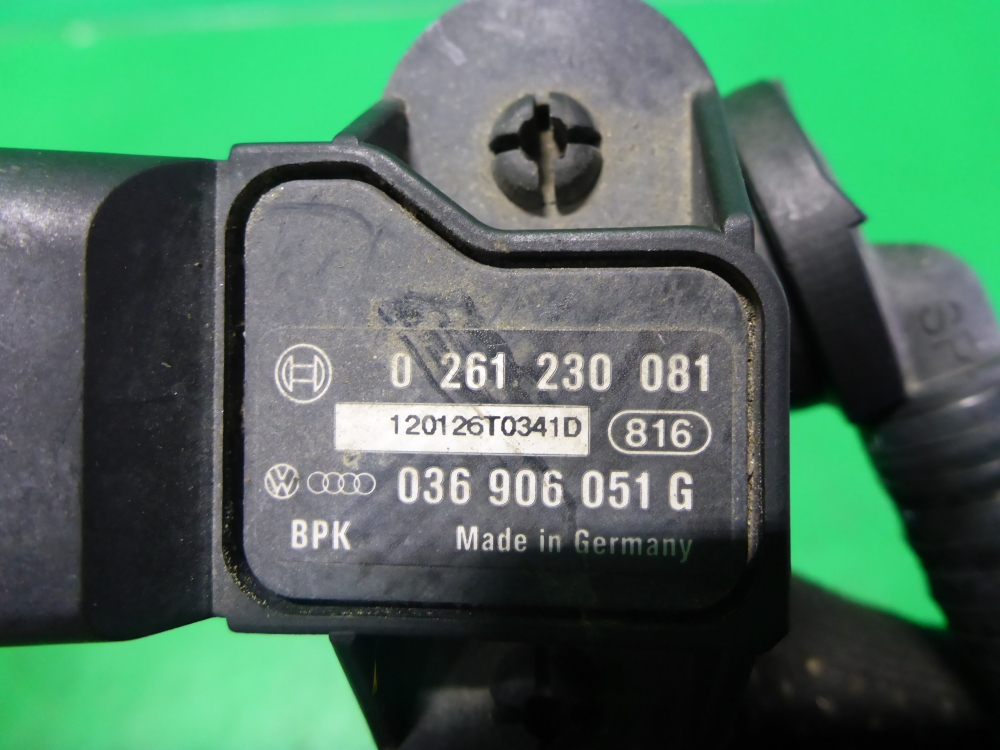 0 261 230 081
120126T0341D 816
036 906 051 G
BPK Made in Germany